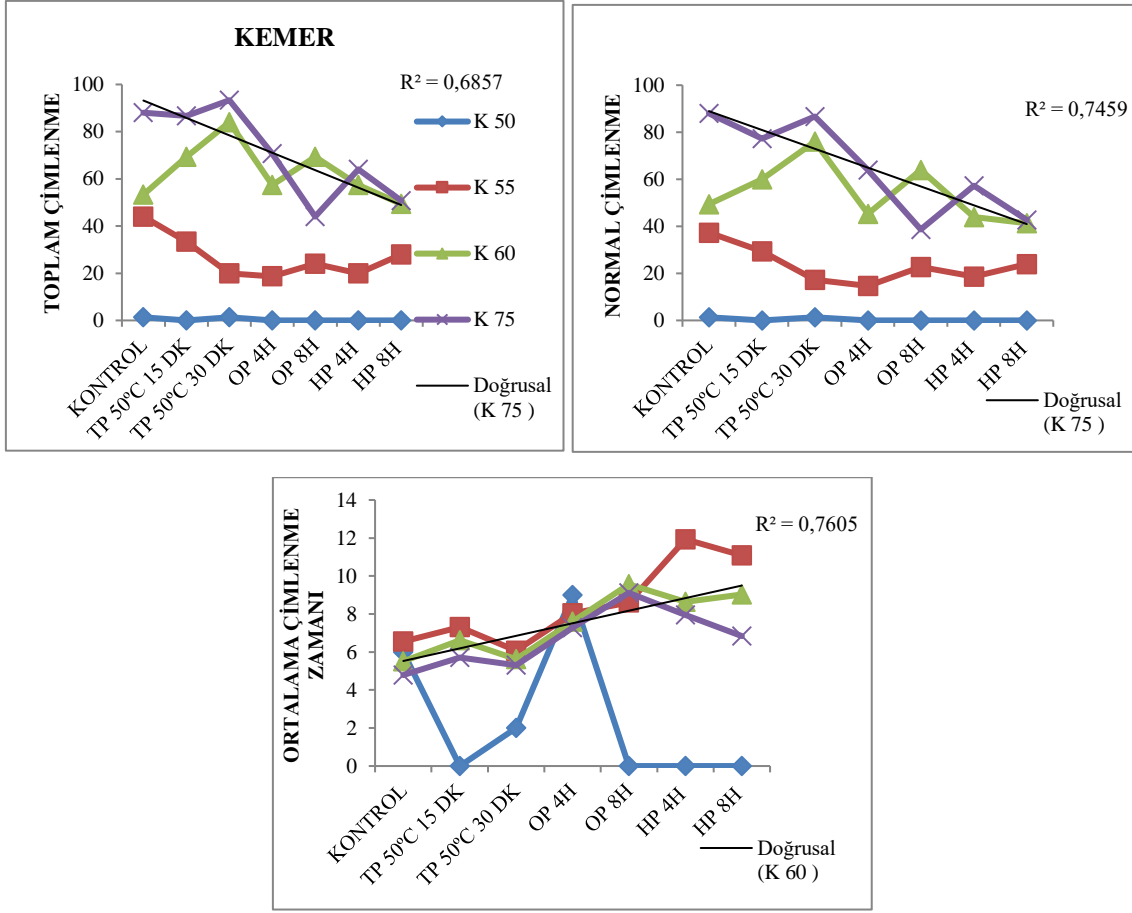 KEMER
R² = 0,6857
TOPLAM ÇİMLENME
100
80
60
40
20
0
K 50
K 55
K 60
K 75
KONTROL
TP 50ºC 15 DK
TP 50ºC 30 DK
OP 4H
OP 8H
HP 4H
HP 8H
Doğrusal
(K 75 )
R² = 0,7459
NORMAL ÇİMLENME
100
80
60
40
20
0
KONTROL
TP 50ºC 15 DK
TP 50ºC 30 DK
OP 4H
OP 8H
HP 4H
HP 8H
Doğrusal
(K 75 )
R² = 0,7605
ORTALAMA ÇİMLENME
ZAMANI
14
12
10
8
6
4
2
0
KONTROL
TP 50ºC 15 DK
TP 50ºC 30 DK
OP 4H
OP 8H
HP 4H
HP 8H
Doğrusal
(K 60 )